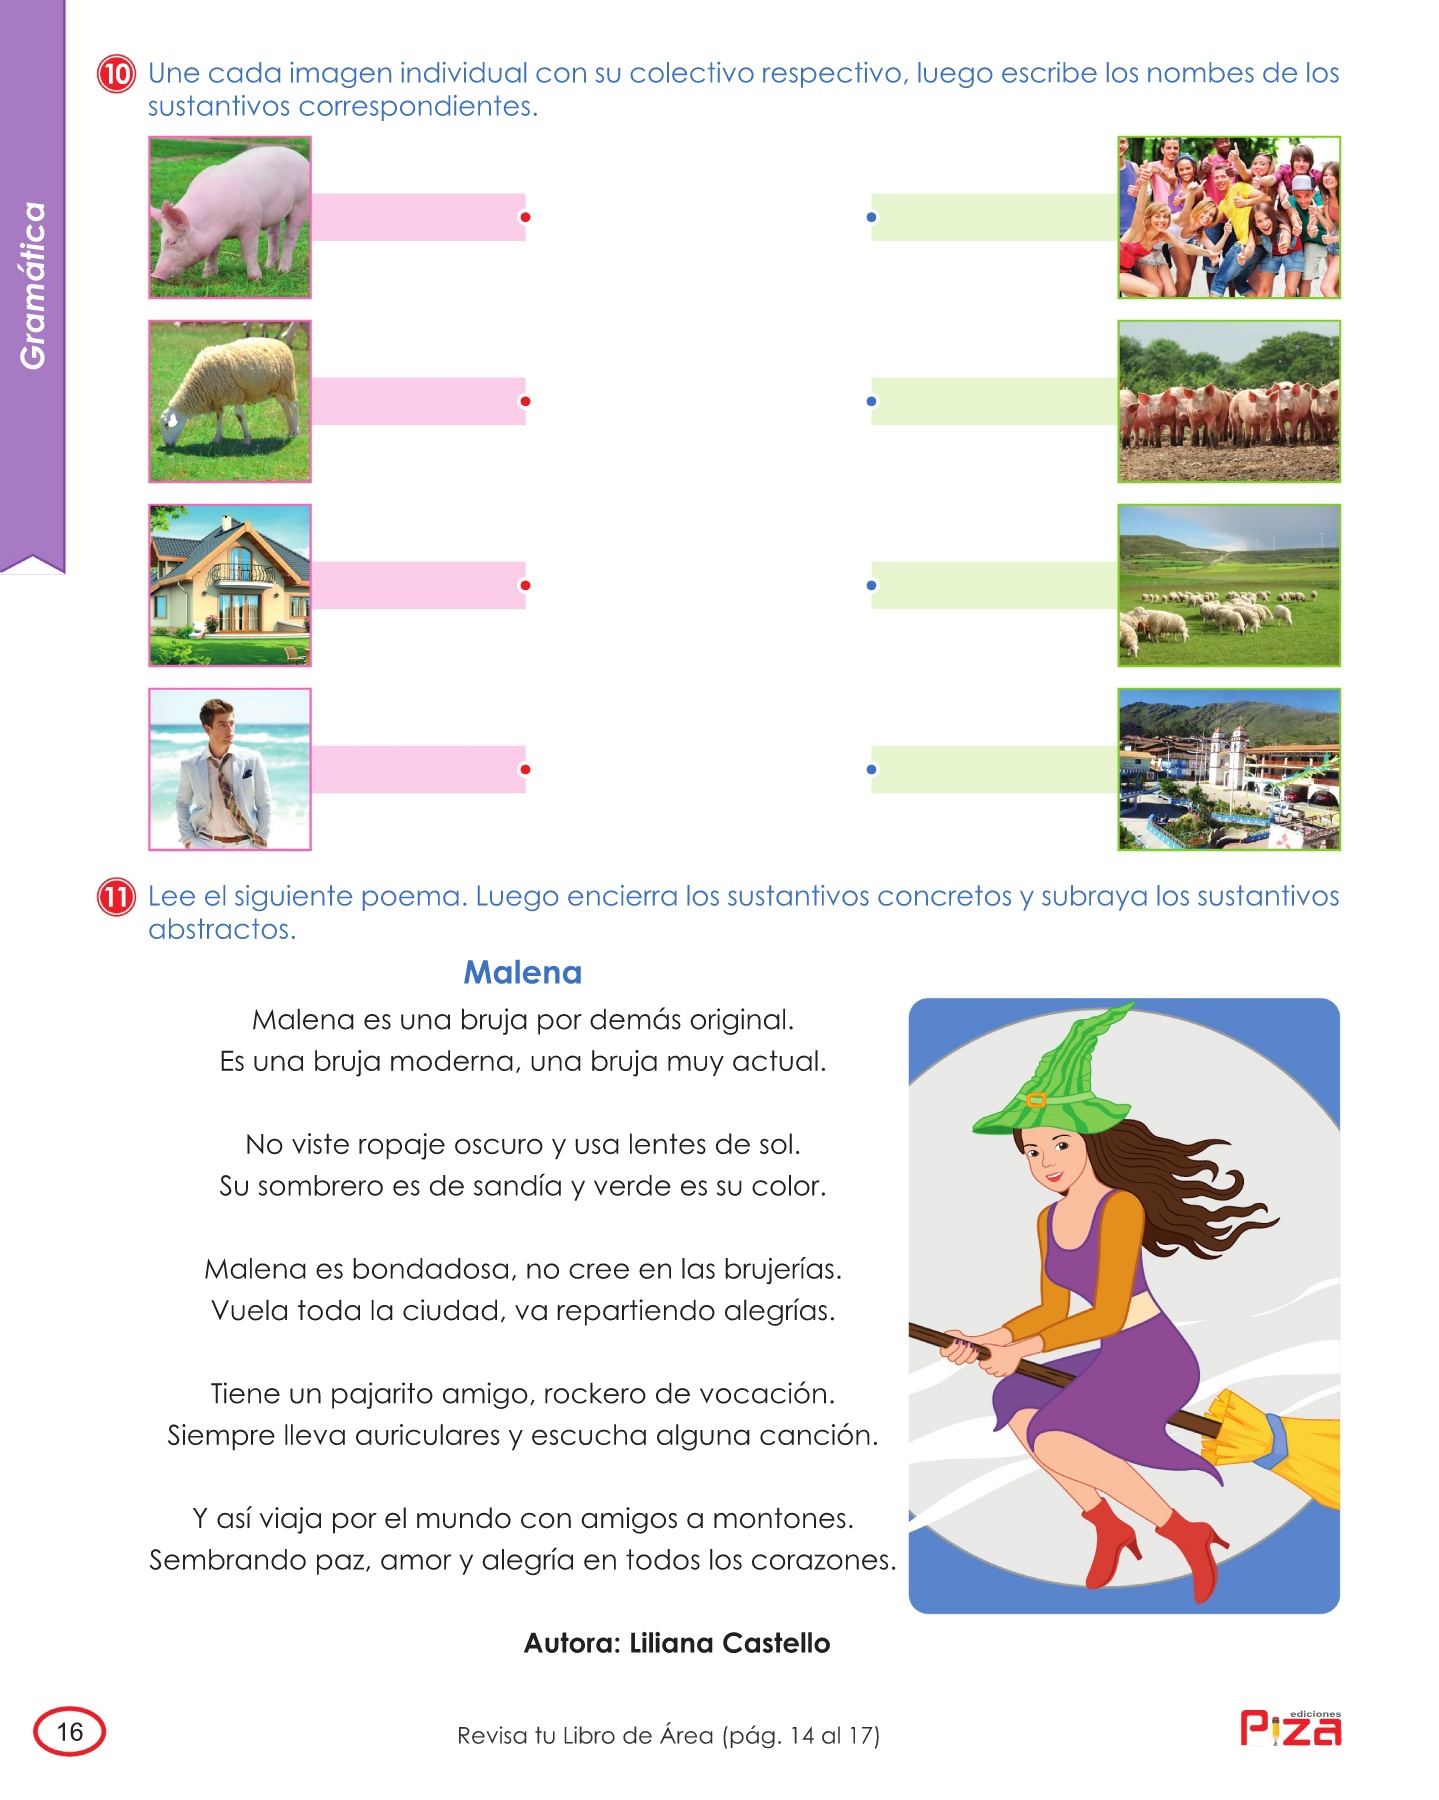 Gramática
10 Une cada imagen individual con su colectivo respectivo, luego escribe los nombes de los
sustantivos correspondientes.
11 Lee el siguiente poema. Luego encierra los sustantivos concretos y subraya los sustantivos
abstractos.
Malena
Malena es una bruja por demás original.
Es una bruja moderna, una bruja muy actual.
No viste ropaje oscuro y usa lentes de sol.
Su sombrero es de sandía y verde es su color.
Malena es bondadosa, no cree en las brujerías.
Vuela toda la ciudad, va repartiendo alegrías.
Tiene un pajarito amigo, rockero de vocación.
Siempre lleva auriculares y escucha alguna canción.
Y así viaja por el mundo con amigos a montones.
Sembrando paz, amor y alegría en todos los corazones.
Autora: Liliana Castello
16
Revisa tu Libro de Área (pág. 14 al 17)
ediciones
Piza